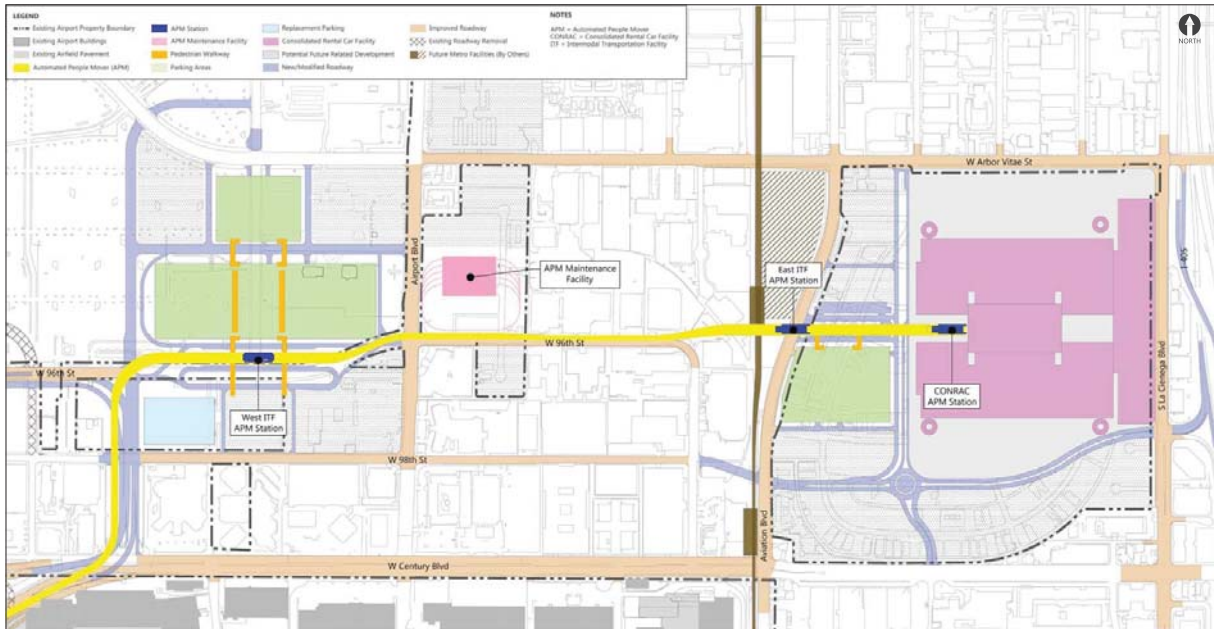 LEGEND
Existing Airport Property Boundary
Existing Airport Buildings
Existing Airfield Pavement
Automated People Mover (APM)
APM Station
APM Maintenance Facility
Pedestrian Walkway
Parking Areas
Replacement Parking
Consolidated Rental Car Facility
Potential Future Related Development
New/Modified Roadway
Improved Roadway
Existing Roadway Removal
Future Metro Facilities (By Others)
NOTES
APM = Automated People Mover
CONRAC = Consolidated Rental Car Facility
ITF = Intermodal Transportation Facility
NORTH
W Arbor Vitae St
Airport Blvd
APM Maintenance
Facility
East ITF
APM Station
I 405
W 96th St
W 96th St
West ITF
APM Station
CONRAC
APM Station
S La Cienega Blvd
W 98th St
Aviation Blvd
W Century Blvd